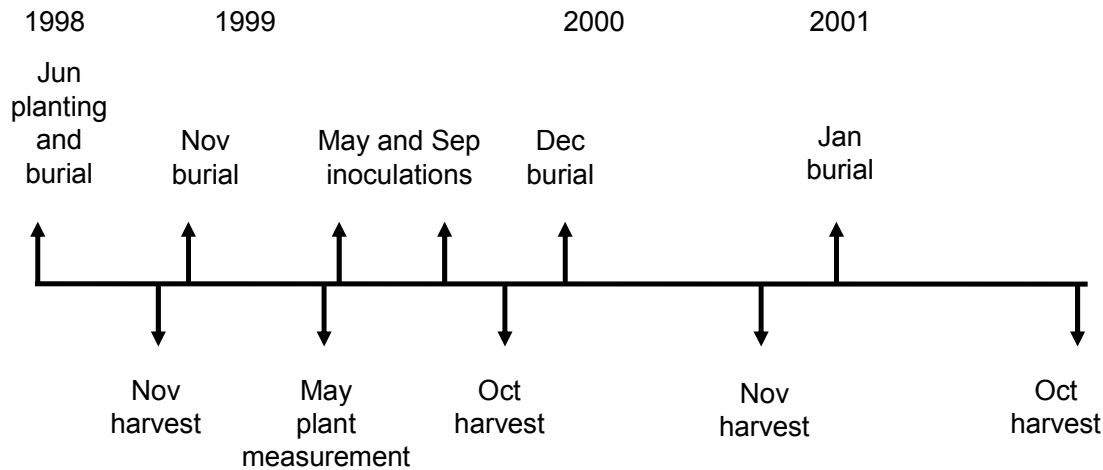 1998 1999 2000 2001
Jun
planting
and
burial
Nov
burial
May and Sep
inoculations
Dec
burial
Jan
burial
Nov
harvest
May
plant
measurement
Oct
harvest
Nov
harvest
Oct
harvest